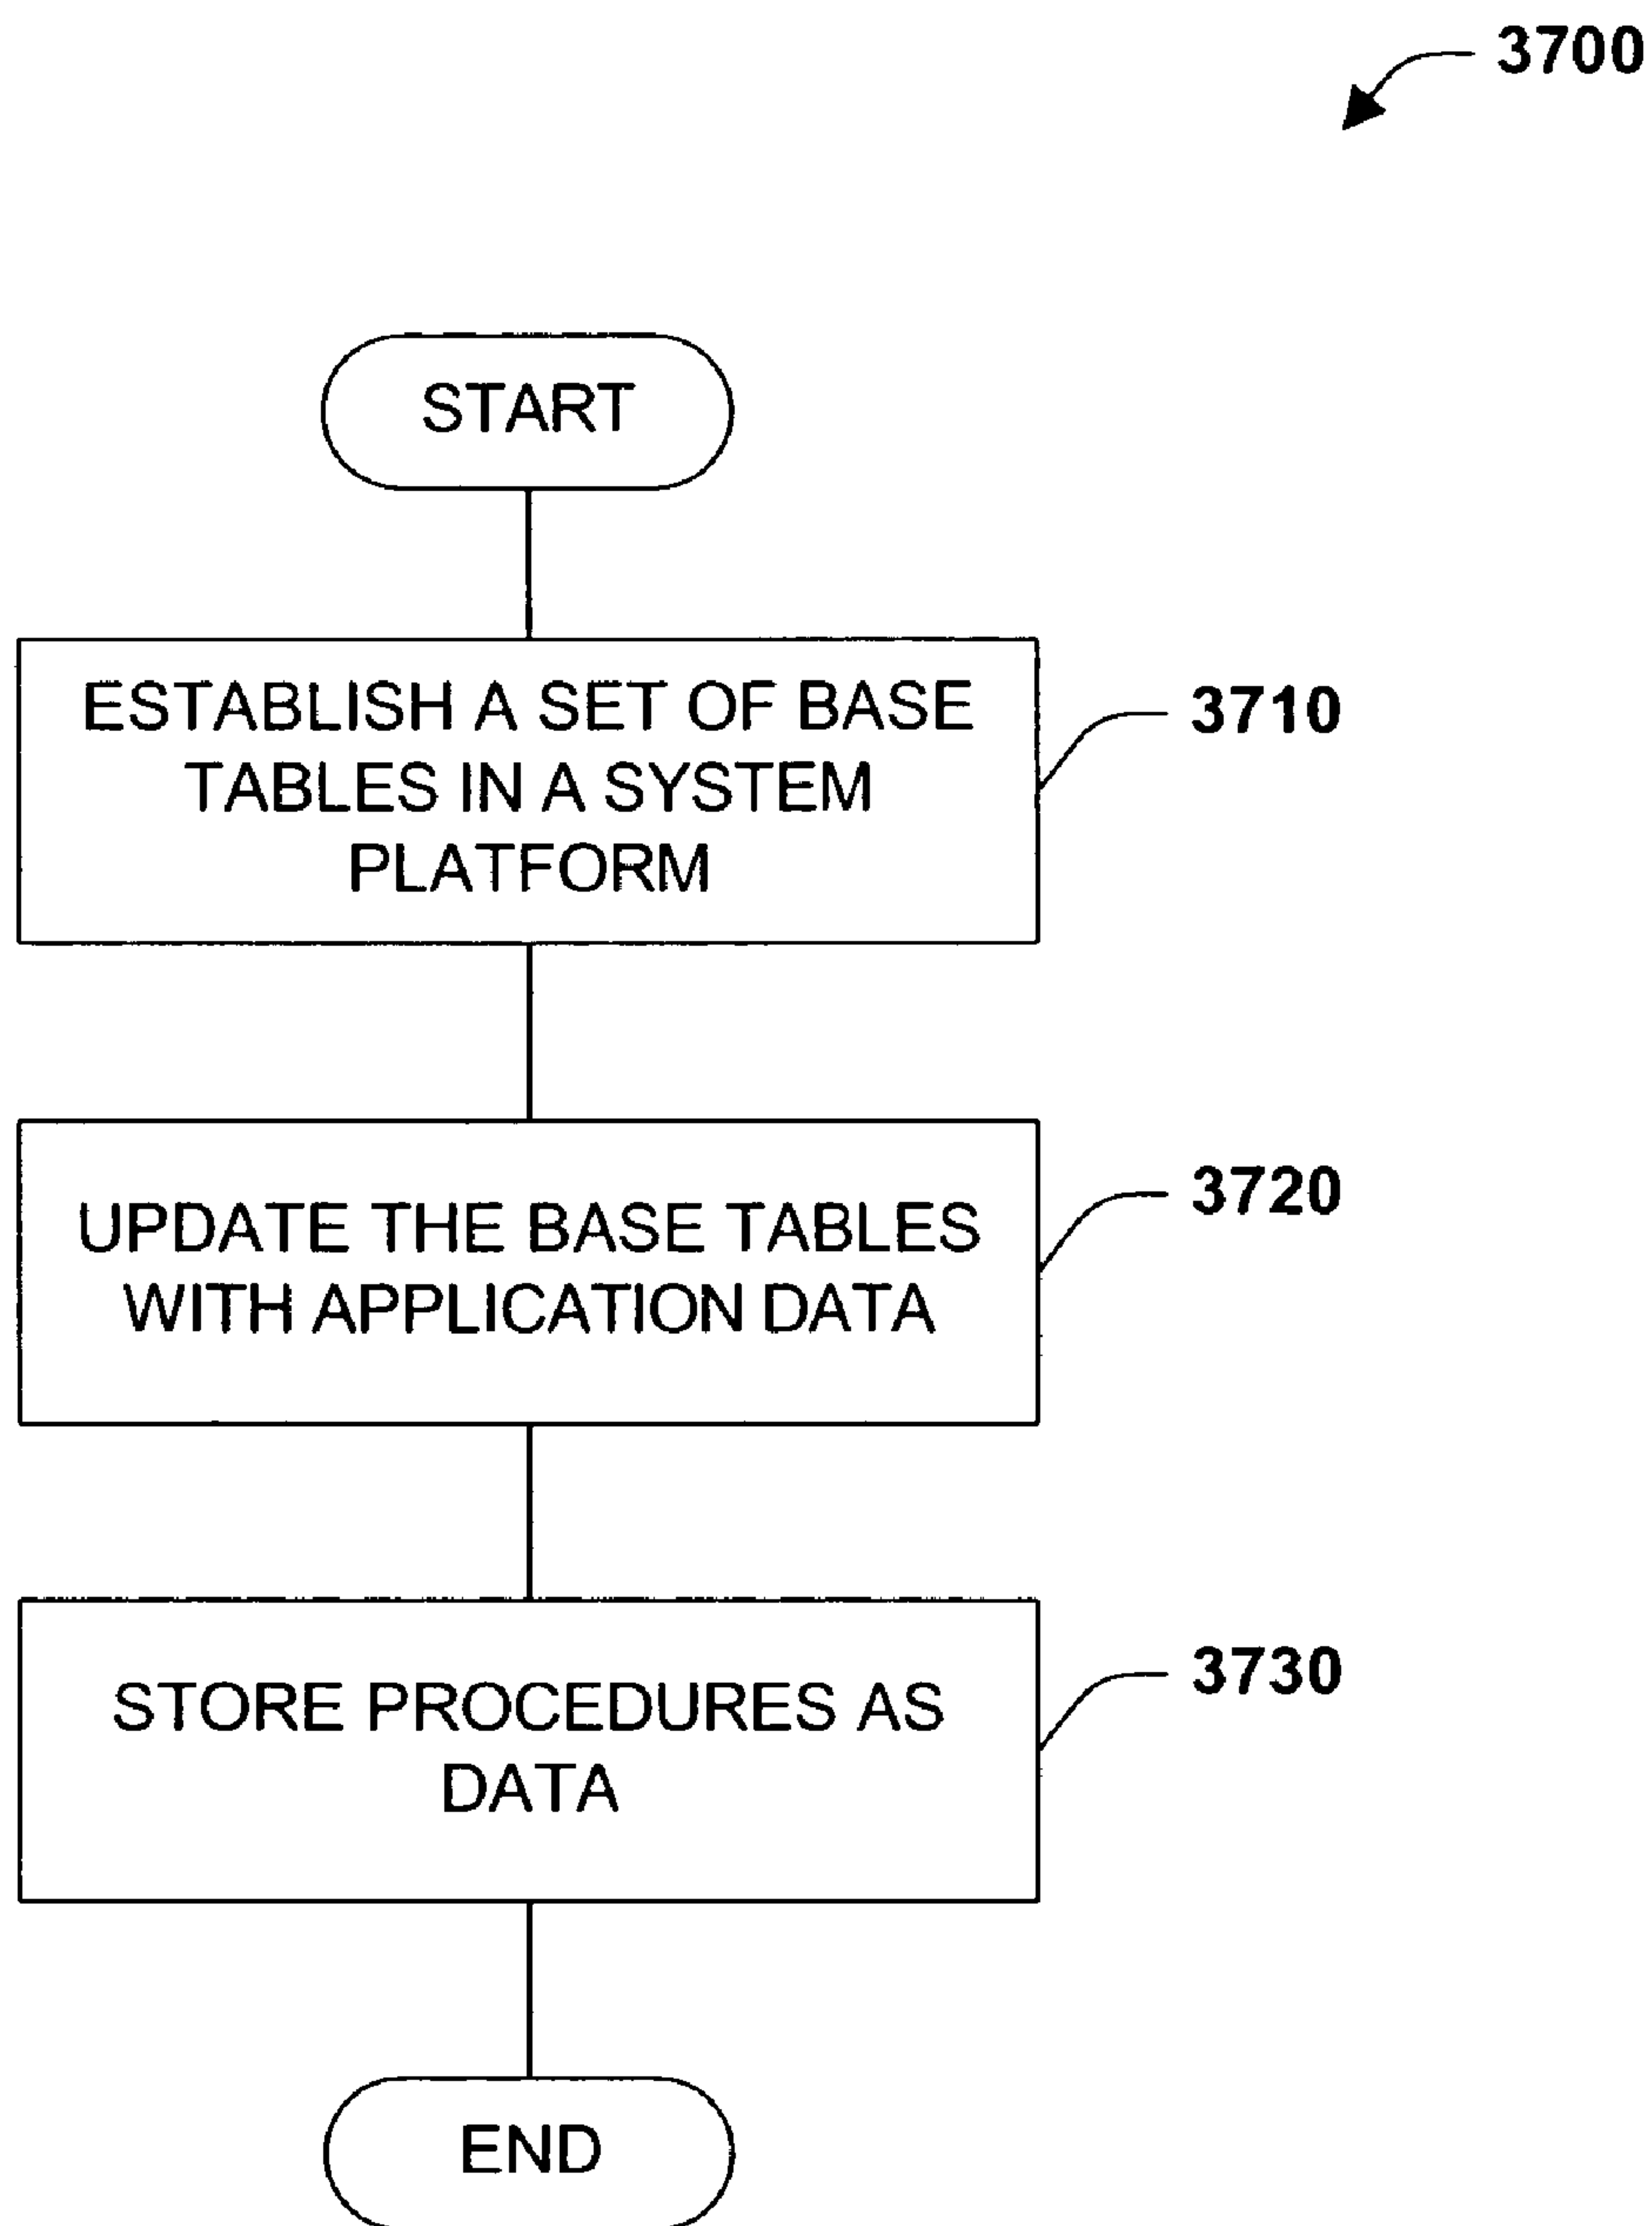 3700
START
ESTABLISH A SET OF BASE
TABLES IN A SYSTEM
PLATFORM
3710
UPDATE THE BASE TABLES
WITH APPLICATION DATA
3720
STORE PROCEDURES AS
DATA
3730
END